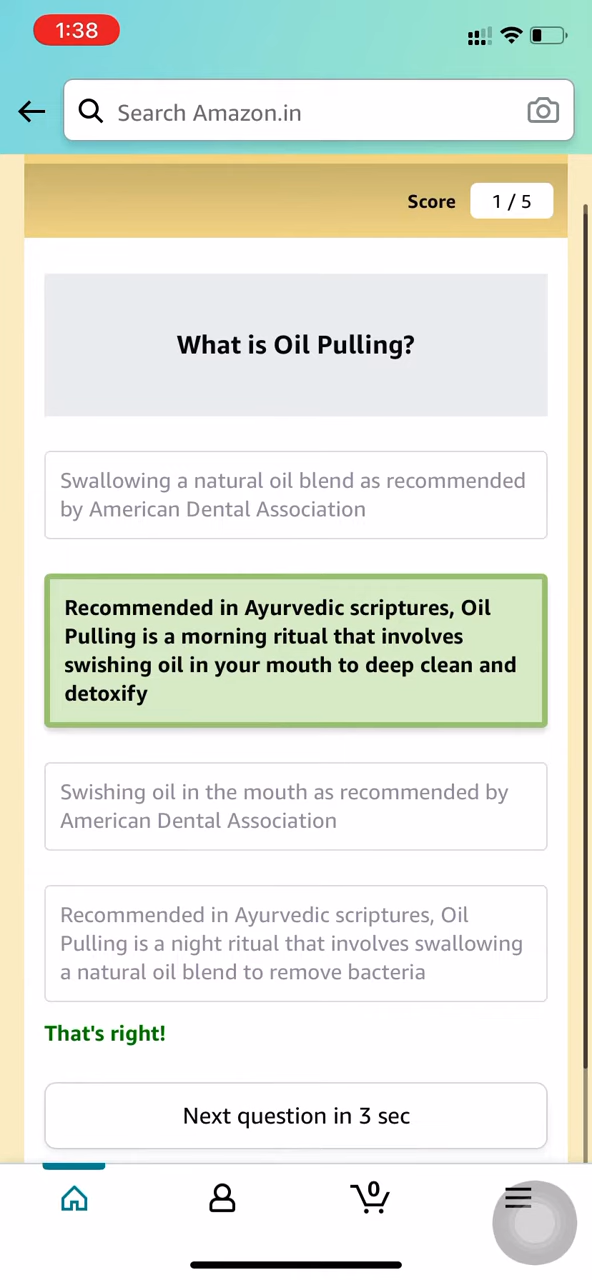 1:38
Search Amazon.in
Score 1 / 5
What is Oil Pulling?
Swallowing a natural oil blend as recommended
by American Dental Association
Recommended in Ayurvedic scriptures, Oil
Pulling is a morning ritual that involves
swishing oil in your mouth to deep clean and
detoxify
Swishing oil in the mouth as recommended by
American Dental Association
Recommended in Ayurvedic scriptures, Oil
Pulling is a night ritual that involves swallowing
a natural oil blend to remove bacteria
That's right!
Next question in 3 sec
0